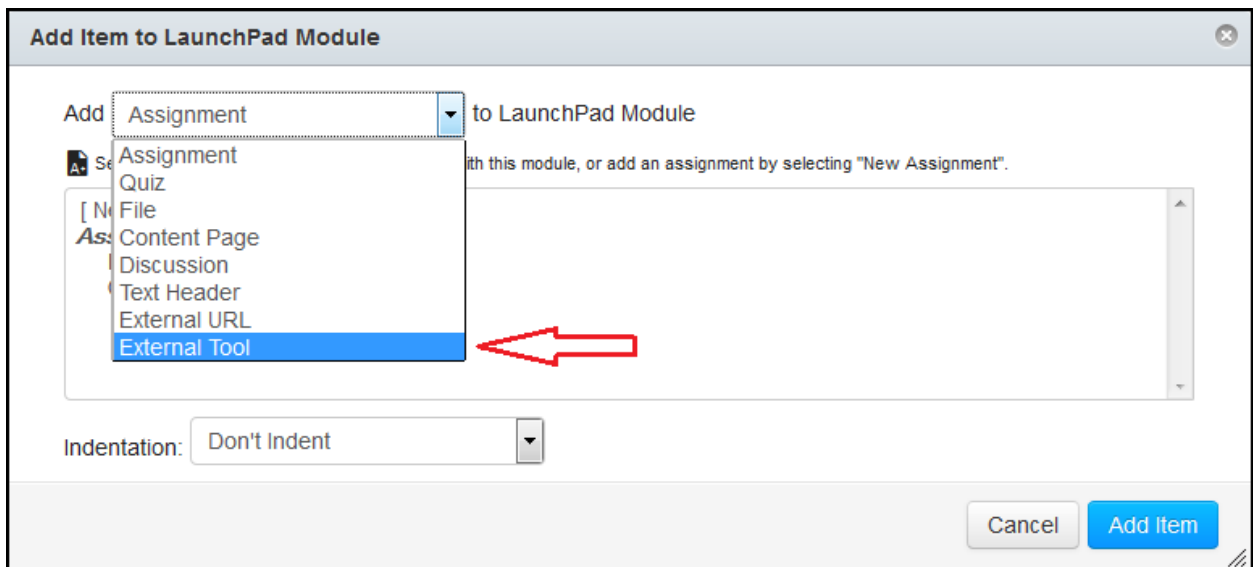 Add Item to LaunchPad Module
Add Assignment to LaunchPad Module
Assignment
Quiz
File
Content Page
Discussion
Text Header
External URL
External Tool
ith this module, or add an assignment by selecting "New Assignment".
Indentation: Don't Indent
Cancel Add Item